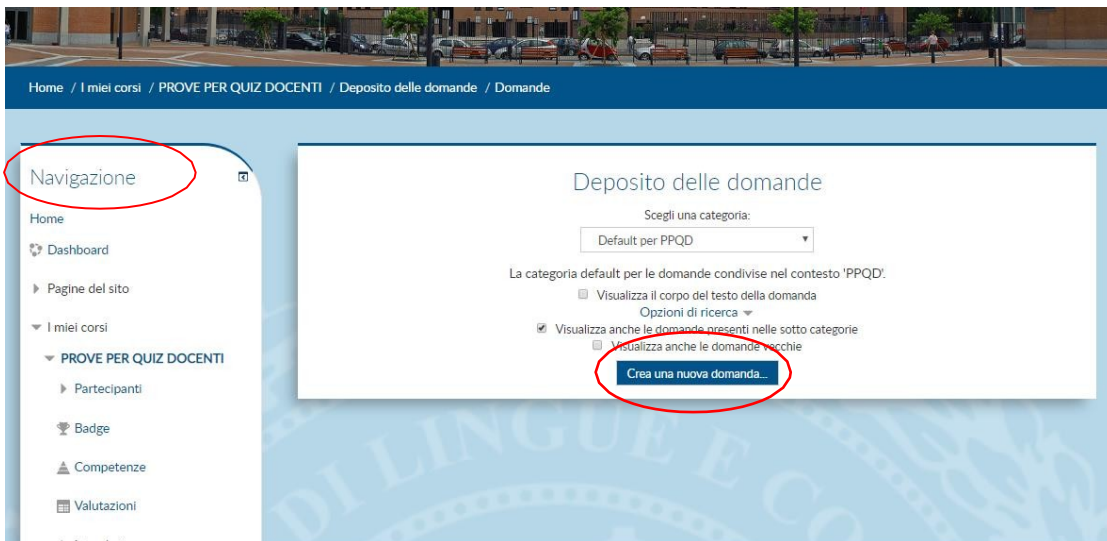 Home / I miei corsi / PROVE PER QUIZ DOCENTI / Deposito delle domande / Domande
Navigazione
Home
Dashboard
Pagine del sito
I miei corsi
PROVE PER QUIZ DOCENTI
Partecipanti
Badge
Competenze
Valutazioni
Deposito delle domande
Scegli una categoria:
Default per PPQD
La categoria default per le domande condivise nel contesto 'PPQD'.
Visualizza il corpo del testo della domanda
Opzioni di ricerca
Visualizza anche le domande presenti nelle sotto categorie
Visualizza anche le domande vecchie
Crea una nuova domanda...
DI LINGUE E CO